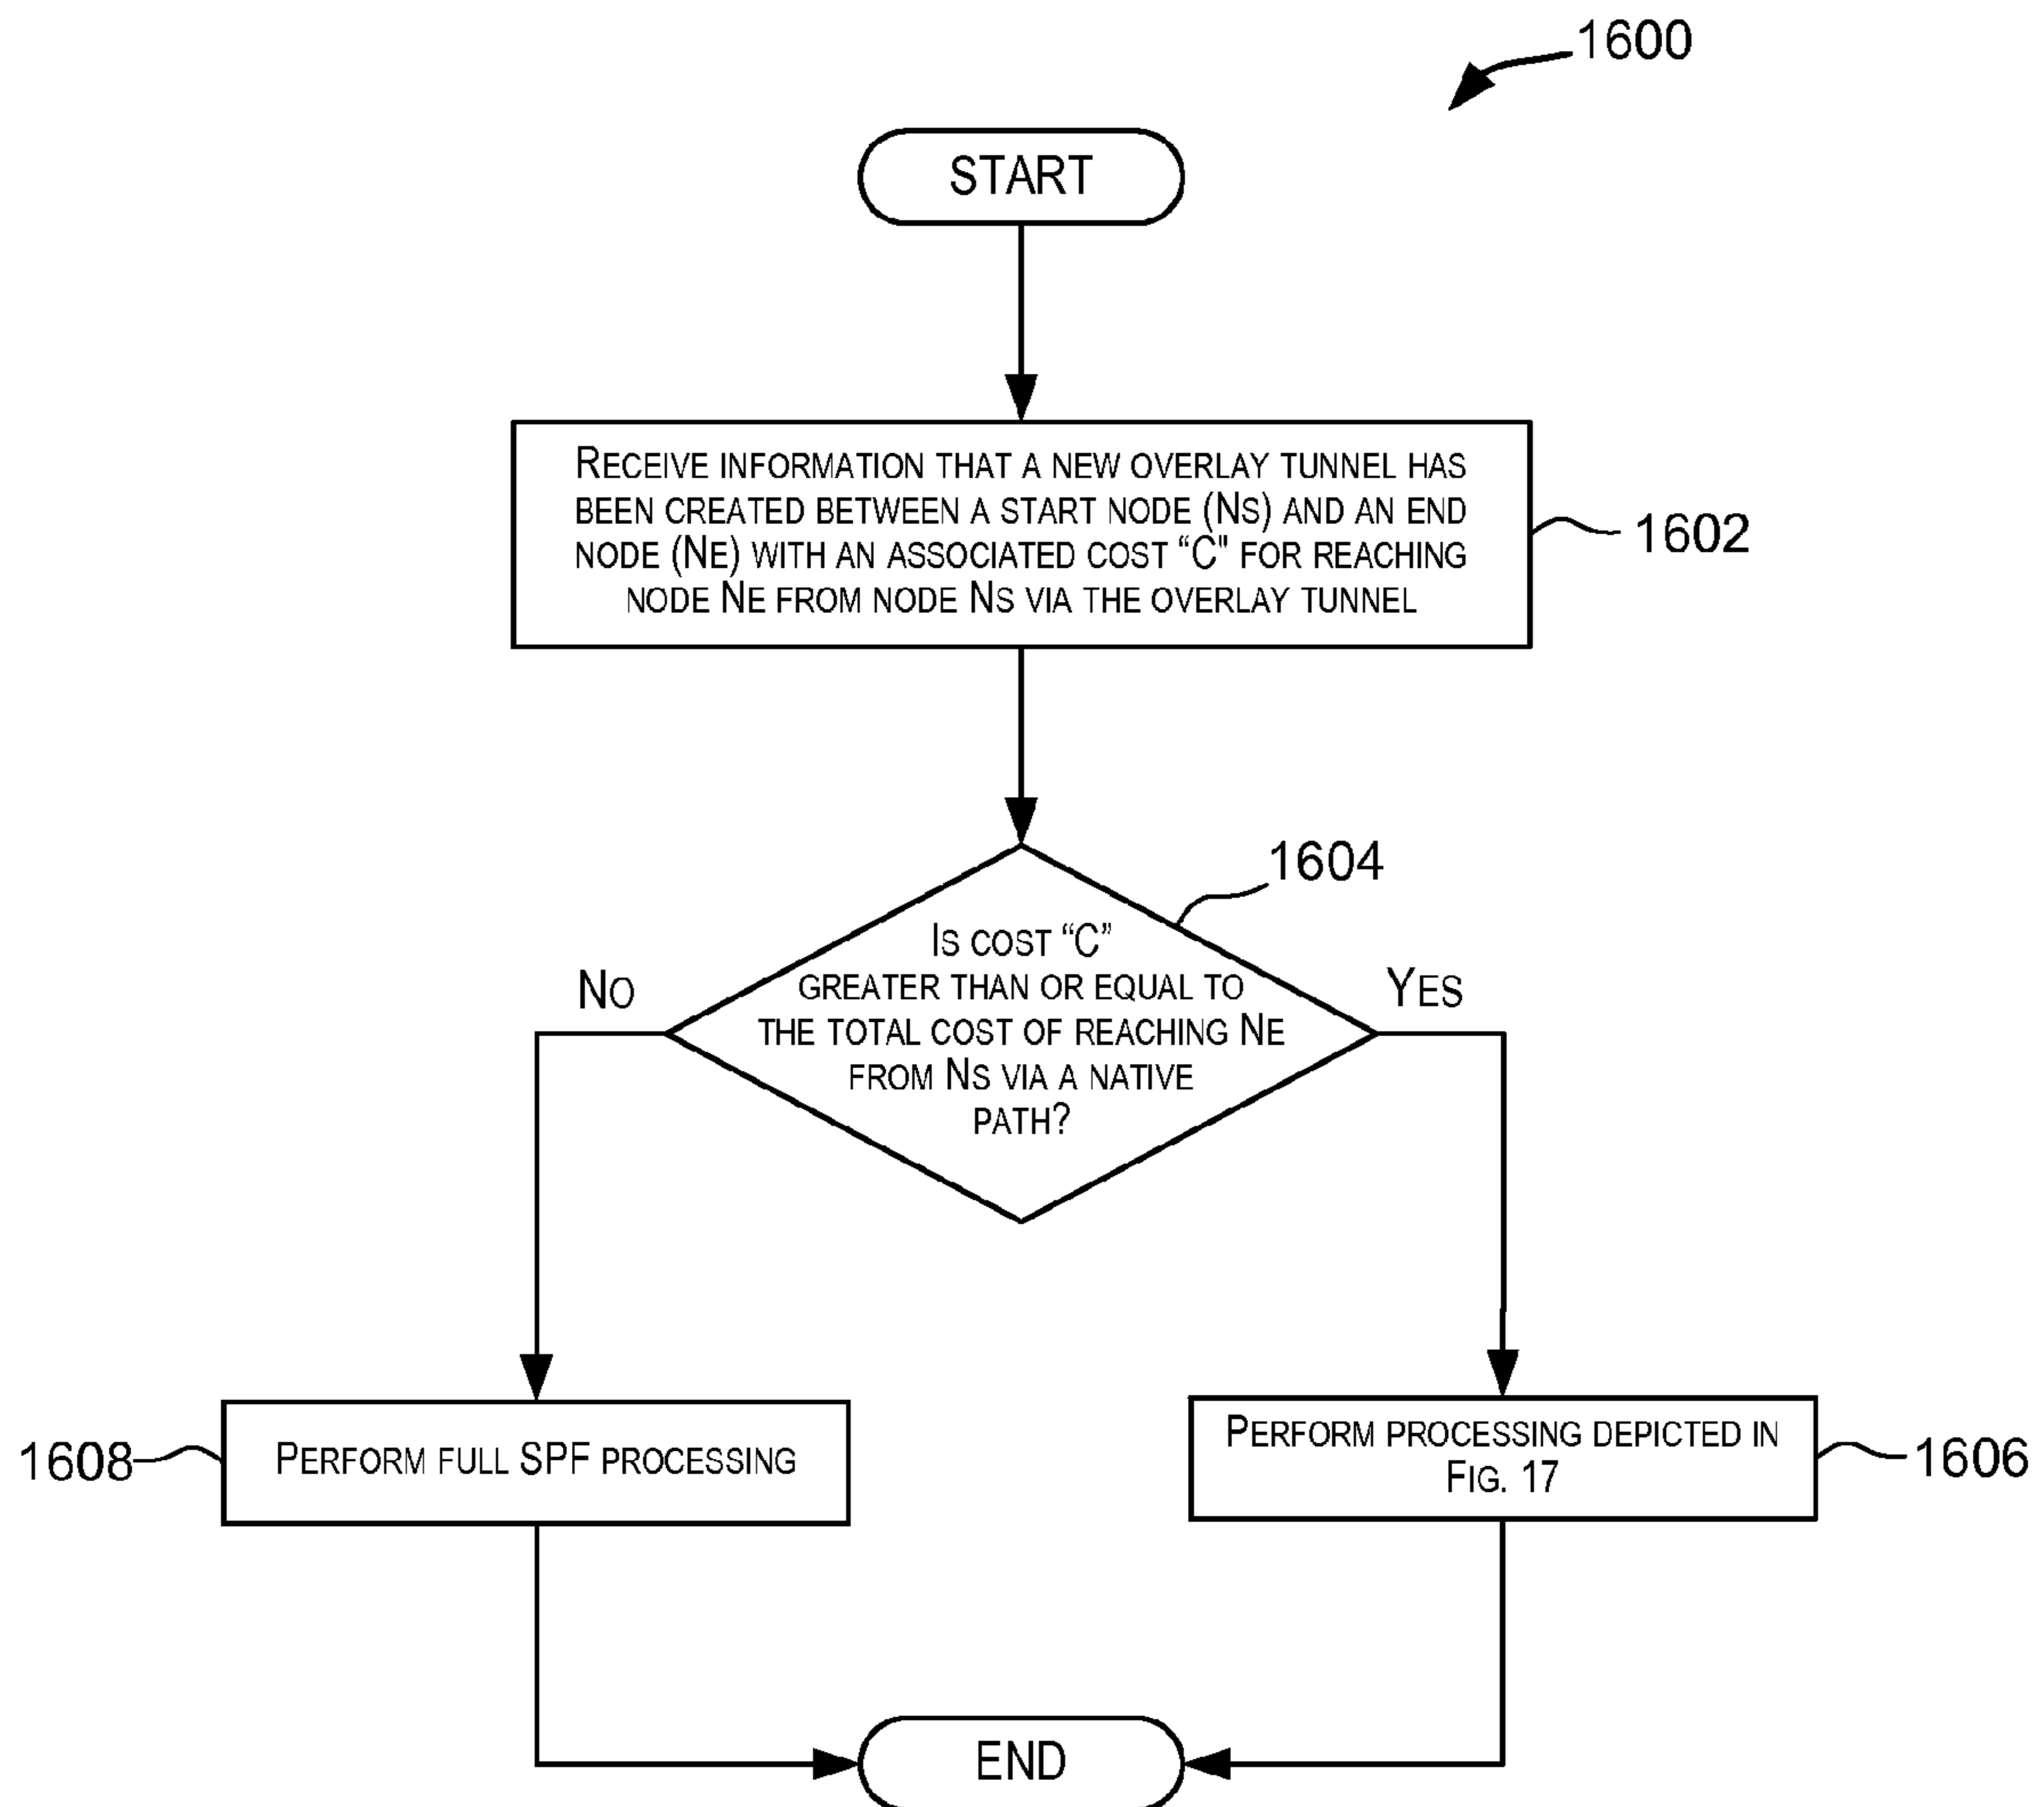 1600
START
Receive information that a new overlay tunnel has
been created between a start node (Ns) and an end
node (Ne) with an associated cost “C" for reaching
node Ne from node Ns via the overlay tunnel
1602
1604
Is cost “C”
greater than or equal to
the total cost of reaching Ne
from Ns via a native
path?
No
Yes
1608
Perform full SPF processing
Perform processing depicted in
Fig. 17
1606
END